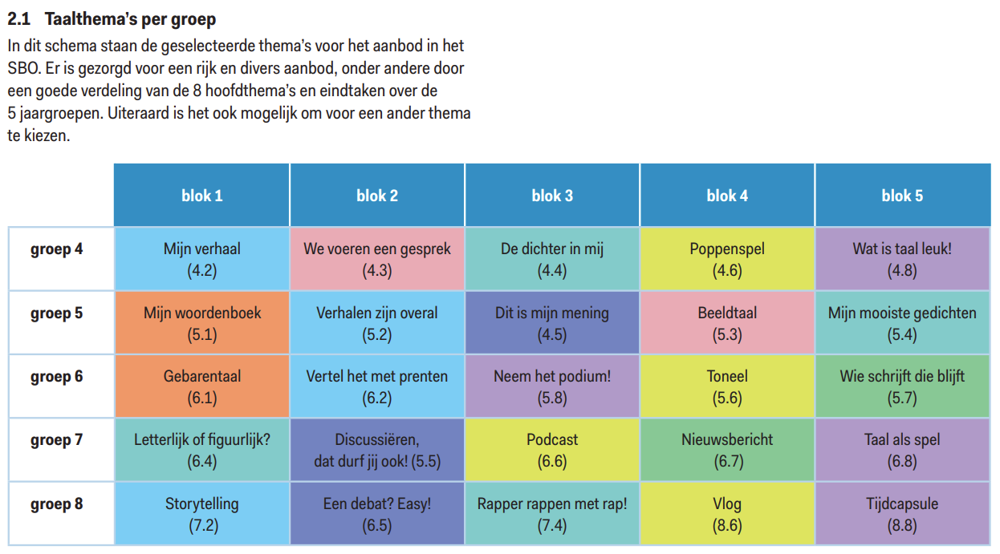 2.1 Taalthema’s per groep
In dit schema staan de geselecteerde thema’s voor het aanbod in het
SBO. Er is gezorgd voor een rijk en divers aanbod, onder andere door
een goede verdeling van de 8 hoofdthema’s en eindtaken over de
5 jaargroepen. Uiteraard is het ook mogelijk om voor een ander thema
te kiezen.
blok 1 blok 2 blok 3 blok 4 blok 5
groep 4
Mijn verhaal
(4.2)
We voeren een gesprek
(4.3)
De dichter in mij
(4.4)
Poppenspel
(4.6)
Wat is taal leuk!
(4.8)
groep 5
Mijn woordenboek
(5.1)
Verhalen zijn overal
(5.2)
Dit is mijn mening
(4.5)
Beeldtaal
(5.3)
Mijn mooiste gedichten
(5.4)
groep 6
Gebarentaal
(6.1)
Vertel het met prenten
(6.2)
Neem het podium!
(5.8)
Toneel
(5.6)
Wie schrijft die blijft
(5.7)
groep 7
Letterlijk of figuurlijk?
(6.4)
Discussiëren,
dat durf jij ook! (5.5)
Podcast
(6.6)
Nieuwsbericht
(6.7)
Taal als spel
(6.8)
groep 8
Storytelling
(7.2)
Een debat? Easy!
(6.5)
Rapper rappen met rap!
(7.4)
Vlog
(8.6)
Tijdcapsule
(8.8)